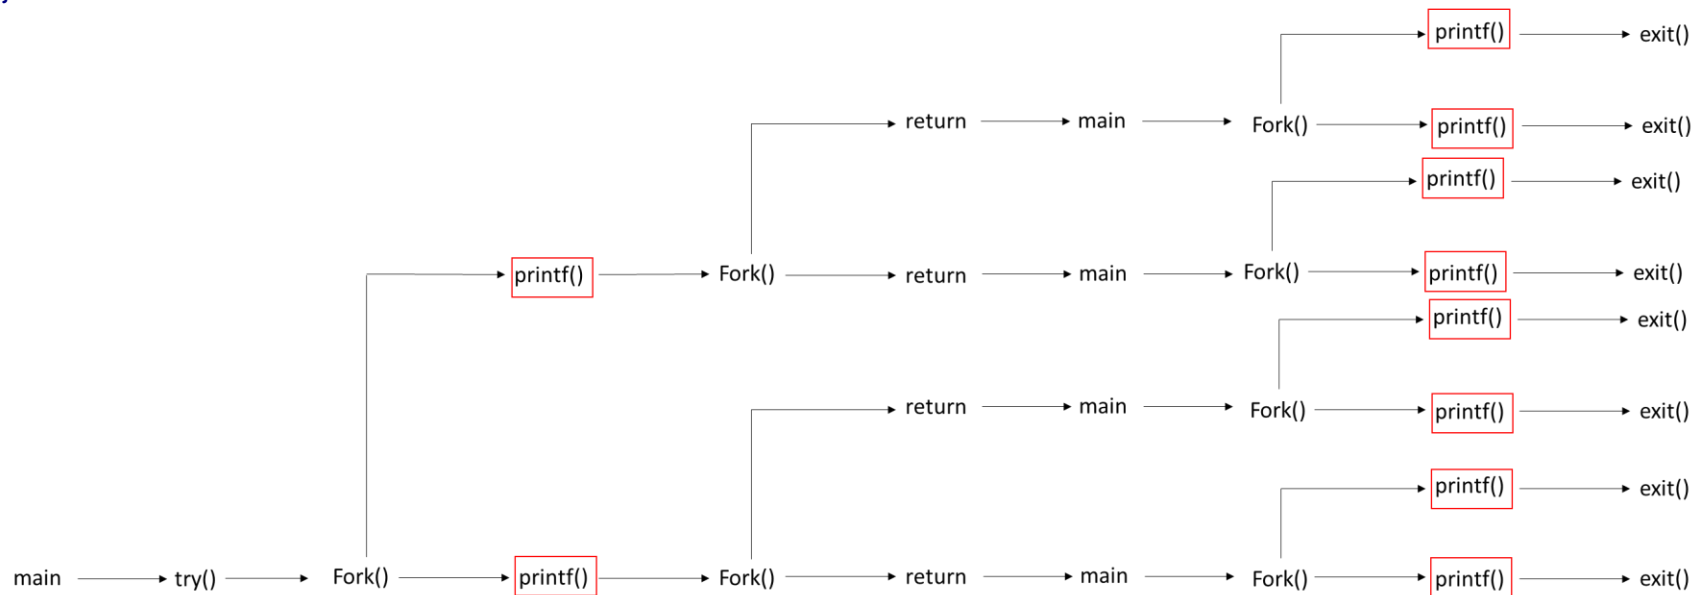 printf() exit()
return main Fork() printf() exit()
printf() exit()
printf() Fork() return main Fork() printf() exit()
printf() exit()
return main Fork() printf() exit()
printf() exit()
main try() Fork() printf() Fork() return main Fork() printf() exit()